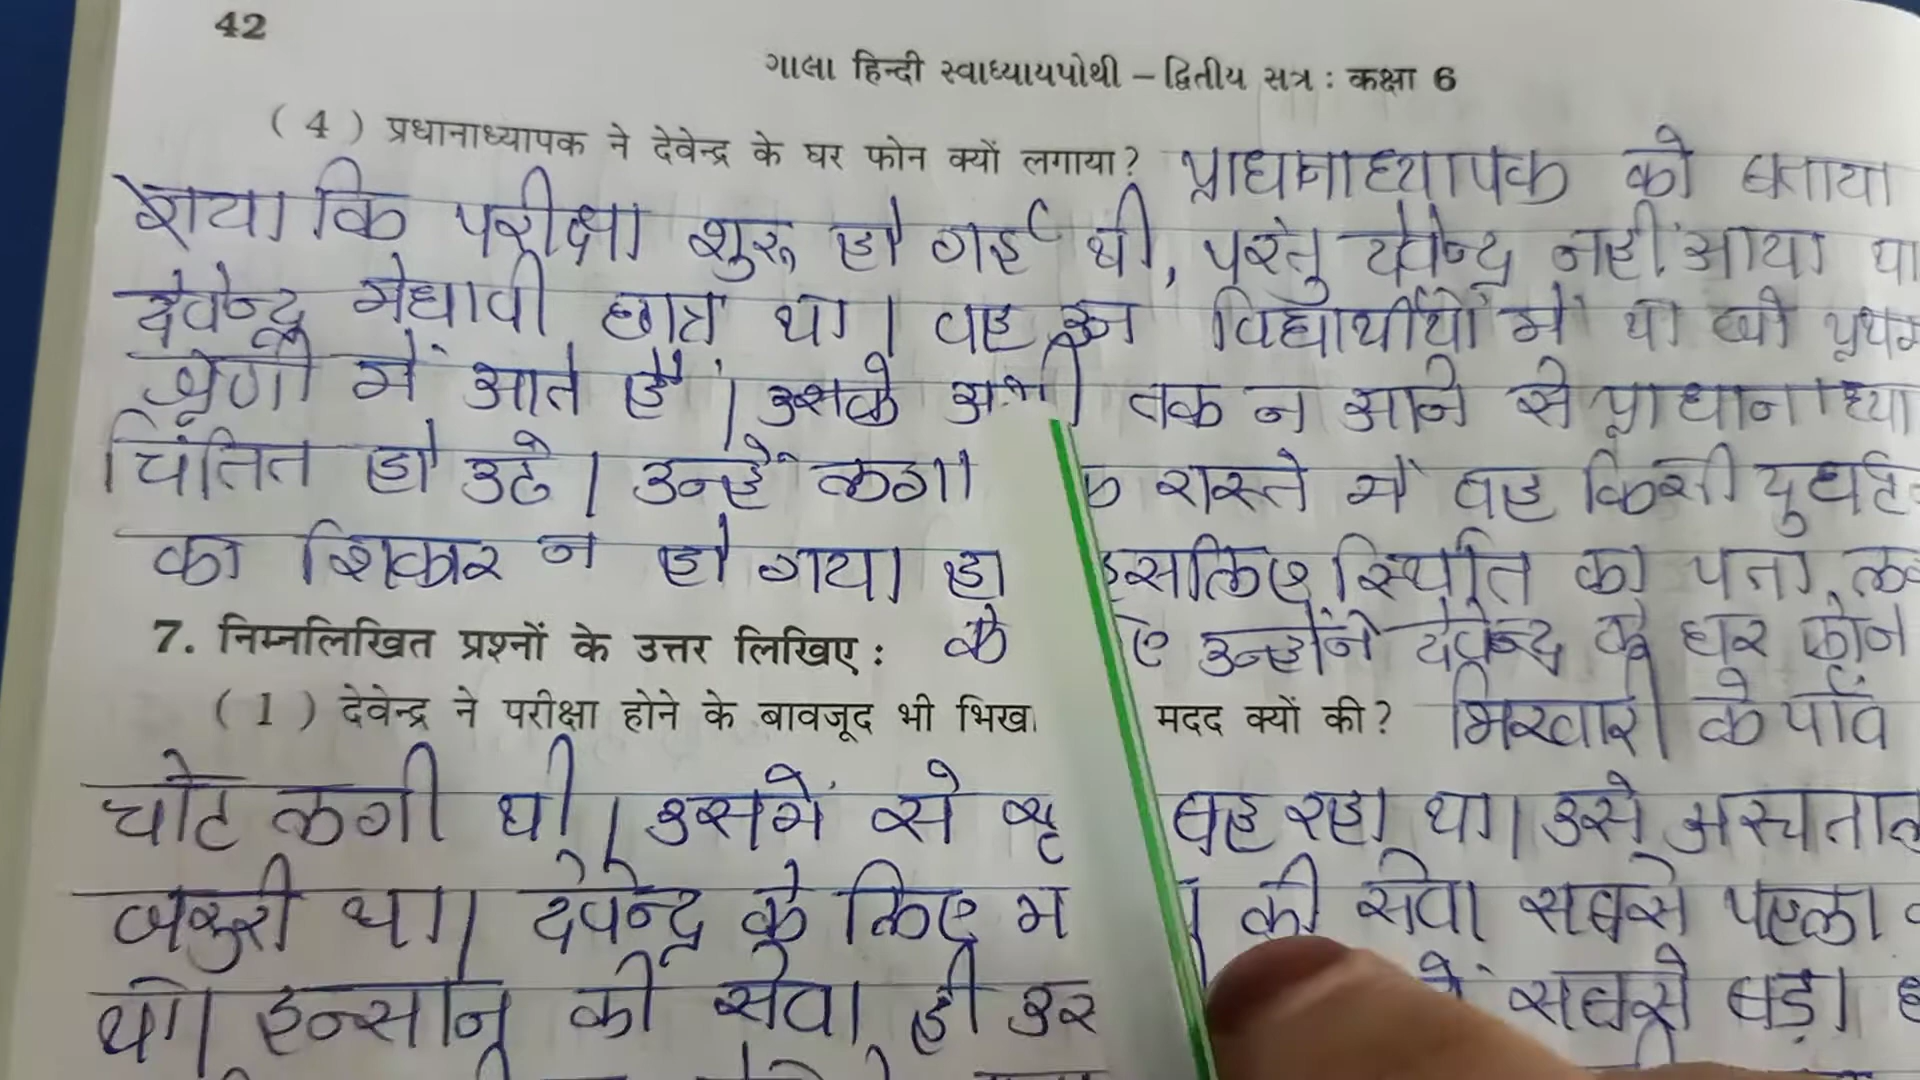 42
गाला हिन्दी स्वाध्यायपोथी – द्वितीय सत्र : कक्षा 6
( 4 ) प्रधानाध्यापक ने देवेन्द्र के घर फोन क्यों लगाया? प्राधानाध्यापक को बताया
गया कि परीक्षा शुरू हो गई थी, परंतु देवेन्द्र नहीं आया था
देवेन्द्र मेधावी छात्र था। वह उन विद्यार्थीयों में था जो प्रथम
श्रेणी में आते हैं। उसके अभी तक न आने से प्राधानाध्या
चिंतित हो उठे। उन्हें लगा रास्ते में वह किसी दुर्घट
का शिकार न हो गया हो इसलिए स्थिति का पता
7. निम्नलिखित प्रश्नों के उत्तर लिखिए : के उन्होंने देवेन्द्र के घर फोन
( 1 ) देवेन्द्र ने परीक्षा होने के बावजूद भी भिखा मदद क्यों की? भिखारी के पाँव
चोट लगी थी। उसमें से बह रहा था। उसे अस्पताल
जरुरी था। देवेन्द्र के लिए की सेवा सबसे पहला
था। इन्सान की सेवा ही सबसे बड़ा